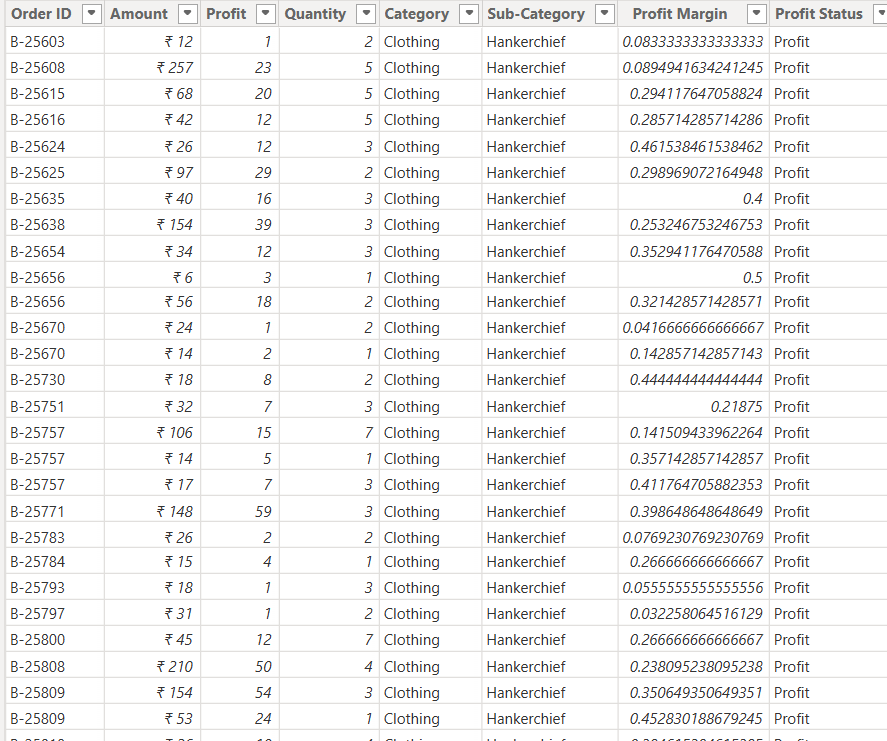 Order ID Amount Profit Quantity Category Sub-Category Profit Margin Profit Status
B-25603 ₹ 12 1 2 Clothing Hankerchief 0.0833333333333333 Profit
B-25608 ₹ 257 23 5 Clothing Hankerchief 0.0894941634241245 Profit
B-25615 ₹ 68 20 5 Clothing Hankerchief 0.294117647058824 Profit
B-25616 ₹ 42 12 5 Clothing Hankerchief 0.285714285714286 Profit
B-25624 ₹ 26 12 3 Clothing Hankerchief 0.461538461538462 Profit
B-25625 ₹ 97 29 2 Clothing Hankerchief 0.298969072164948 Profit
B-25635 ₹ 40 16 3 Clothing Hankerchief 0.4 Profit
B-25638 ₹ 154 39 3 Clothing Hankerchief 0.253246753246753 Profit
B-25654 ₹ 34 12 3 Clothing Hankerchief 0.352941176470588 Profit
B-25656 ₹ 6 3 1 Clothing Hankerchief 0.5 Profit
B-25656 ₹ 56 18 2 Clothing Hankerchief 0.321428571428571 Profit
B-25670 ₹ 24 1 2 Clothing Hankerchief 0.0416666666666667 Profit
B-25670 ₹ 14 2 1 Clothing Hankerchief 0.142857142857143 Profit
B-25730 ₹ 18 8 2 Clothing Hankerchief 0.444444444444444 Profit
B-25751 ₹ 32 7 3 Clothing Hankerchief 0.21875 Profit
B-25757 ₹ 106 15 7 Clothing Hankerchief 0.141509433962264 Profit
B-25757 ₹ 14 5 1 Clothing Hankerchief 0.357142857142857 Profit
B-25757 ₹ 17 7 3 Clothing Hankerchief 0.411764705882353 Profit
B-25771 ₹ 148 59 3 Clothing Hankerchief 0.398648648648649 Profit
B-25783 ₹ 26 2 2 Clothing Hankerchief 0.0769230769230769 Profit
B-25784 ₹ 15 4 1 Clothing Hankerchief 0.266666666666667 Profit
B-25793 ₹ 18 1 3 Clothing Hankerchief 0.0555555555555556 Profit
B-25797 ₹ 31 1 2 Clothing Hankerchief 0.032258064516129 Profit
B-25800 ₹ 45 12 7 Clothing Hankerchief 0.266666666666667 Profit
B-25808 ₹ 210 50 4 Clothing Hankerchief 0.238095238095238 Profit
B-25809 ₹ 154 54 3 Clothing Hankerchief 0.350649350649351 Profit
B-25809 ₹ 53 24 1 Clothing Hankerchief 0.452830188679245 Profit